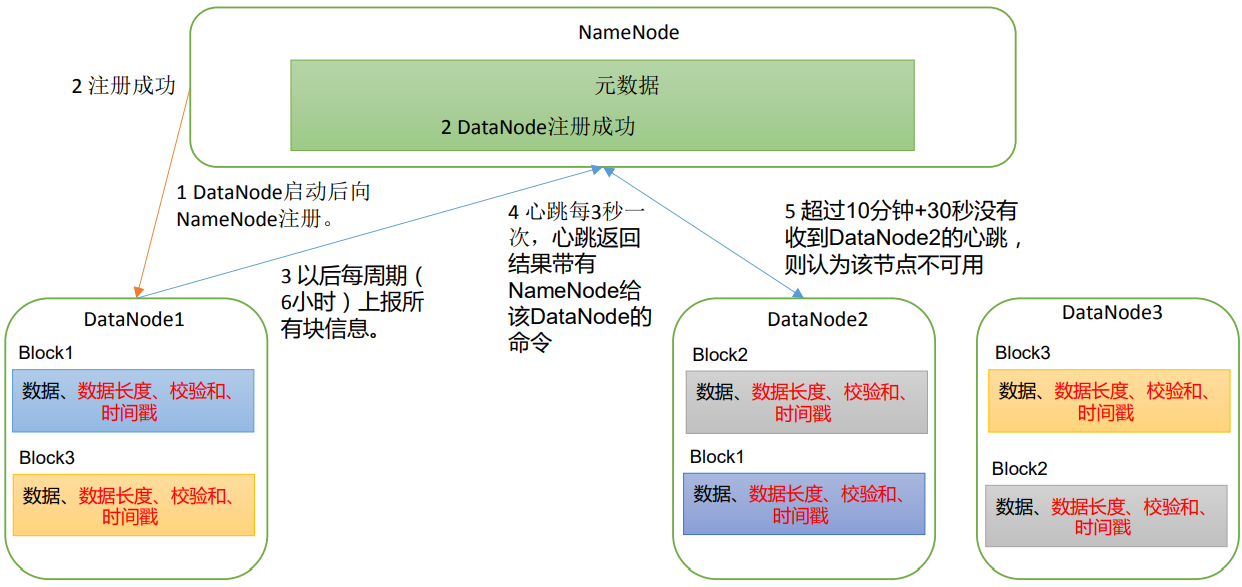 NameNode
元数据
2 DataNode注册成功
2 注册成功
1 DataNode启动后向
NameNode注册。
3 以后每周期（
6小时）上报所
有块信息。
4 心跳每3秒一
次，心跳返回
结果带有
NameNode给
该DataNode的
命令
5 超过10分钟+30秒没有
收到DataNode2的心跳，
则认为该节点不可用
DataNode1
Block1
数据、数据长度、校验和、
时间戳
Block3
数据、数据长度、校验和、
时间戳
DataNode2
Block2
数据、数据长度、校验和、
时间戳
Block1
数据、数据长度、校验和、
时间戳
DataNode3
Block3
数据、数据长度、校验和、
时间戳
Block2
数据、数据长度、校验和、
时间戳